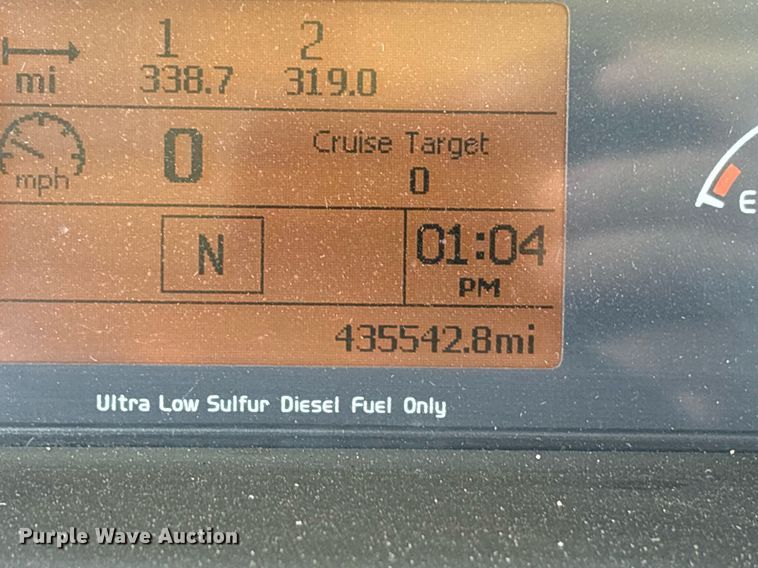 1 2
mi 338.7 319.0
mph 0 Cruise Target
0
N 01:04
PM
435542.8mi
E
Ultra Low Sulfur Diesel Fuel Only
Purple Wave Auction